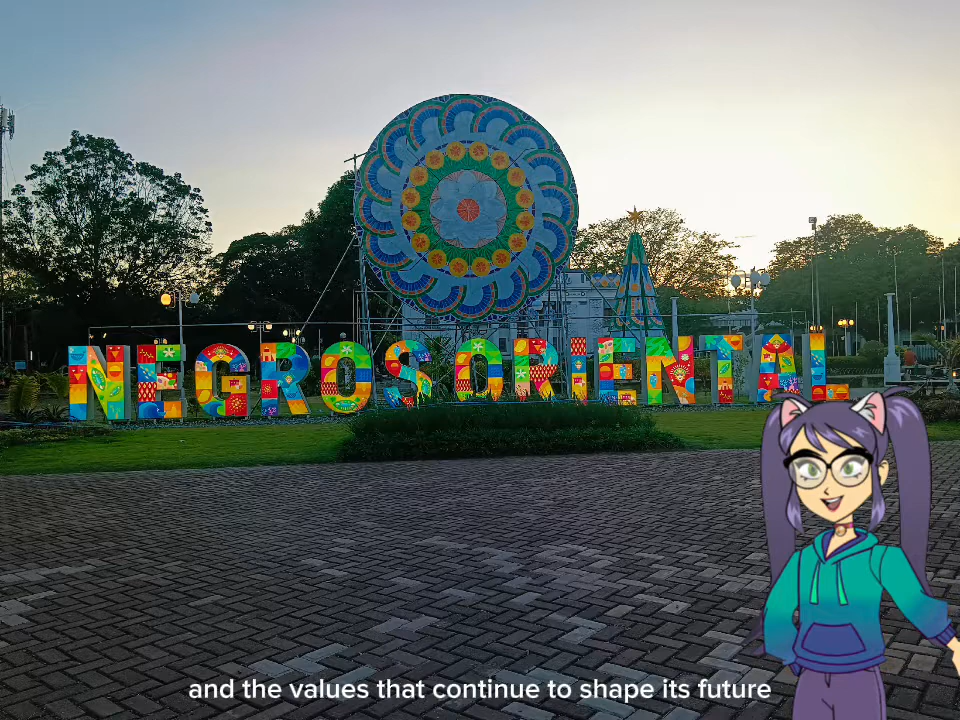 NEGROS ORIENTAL
and the values that continue to shape its future